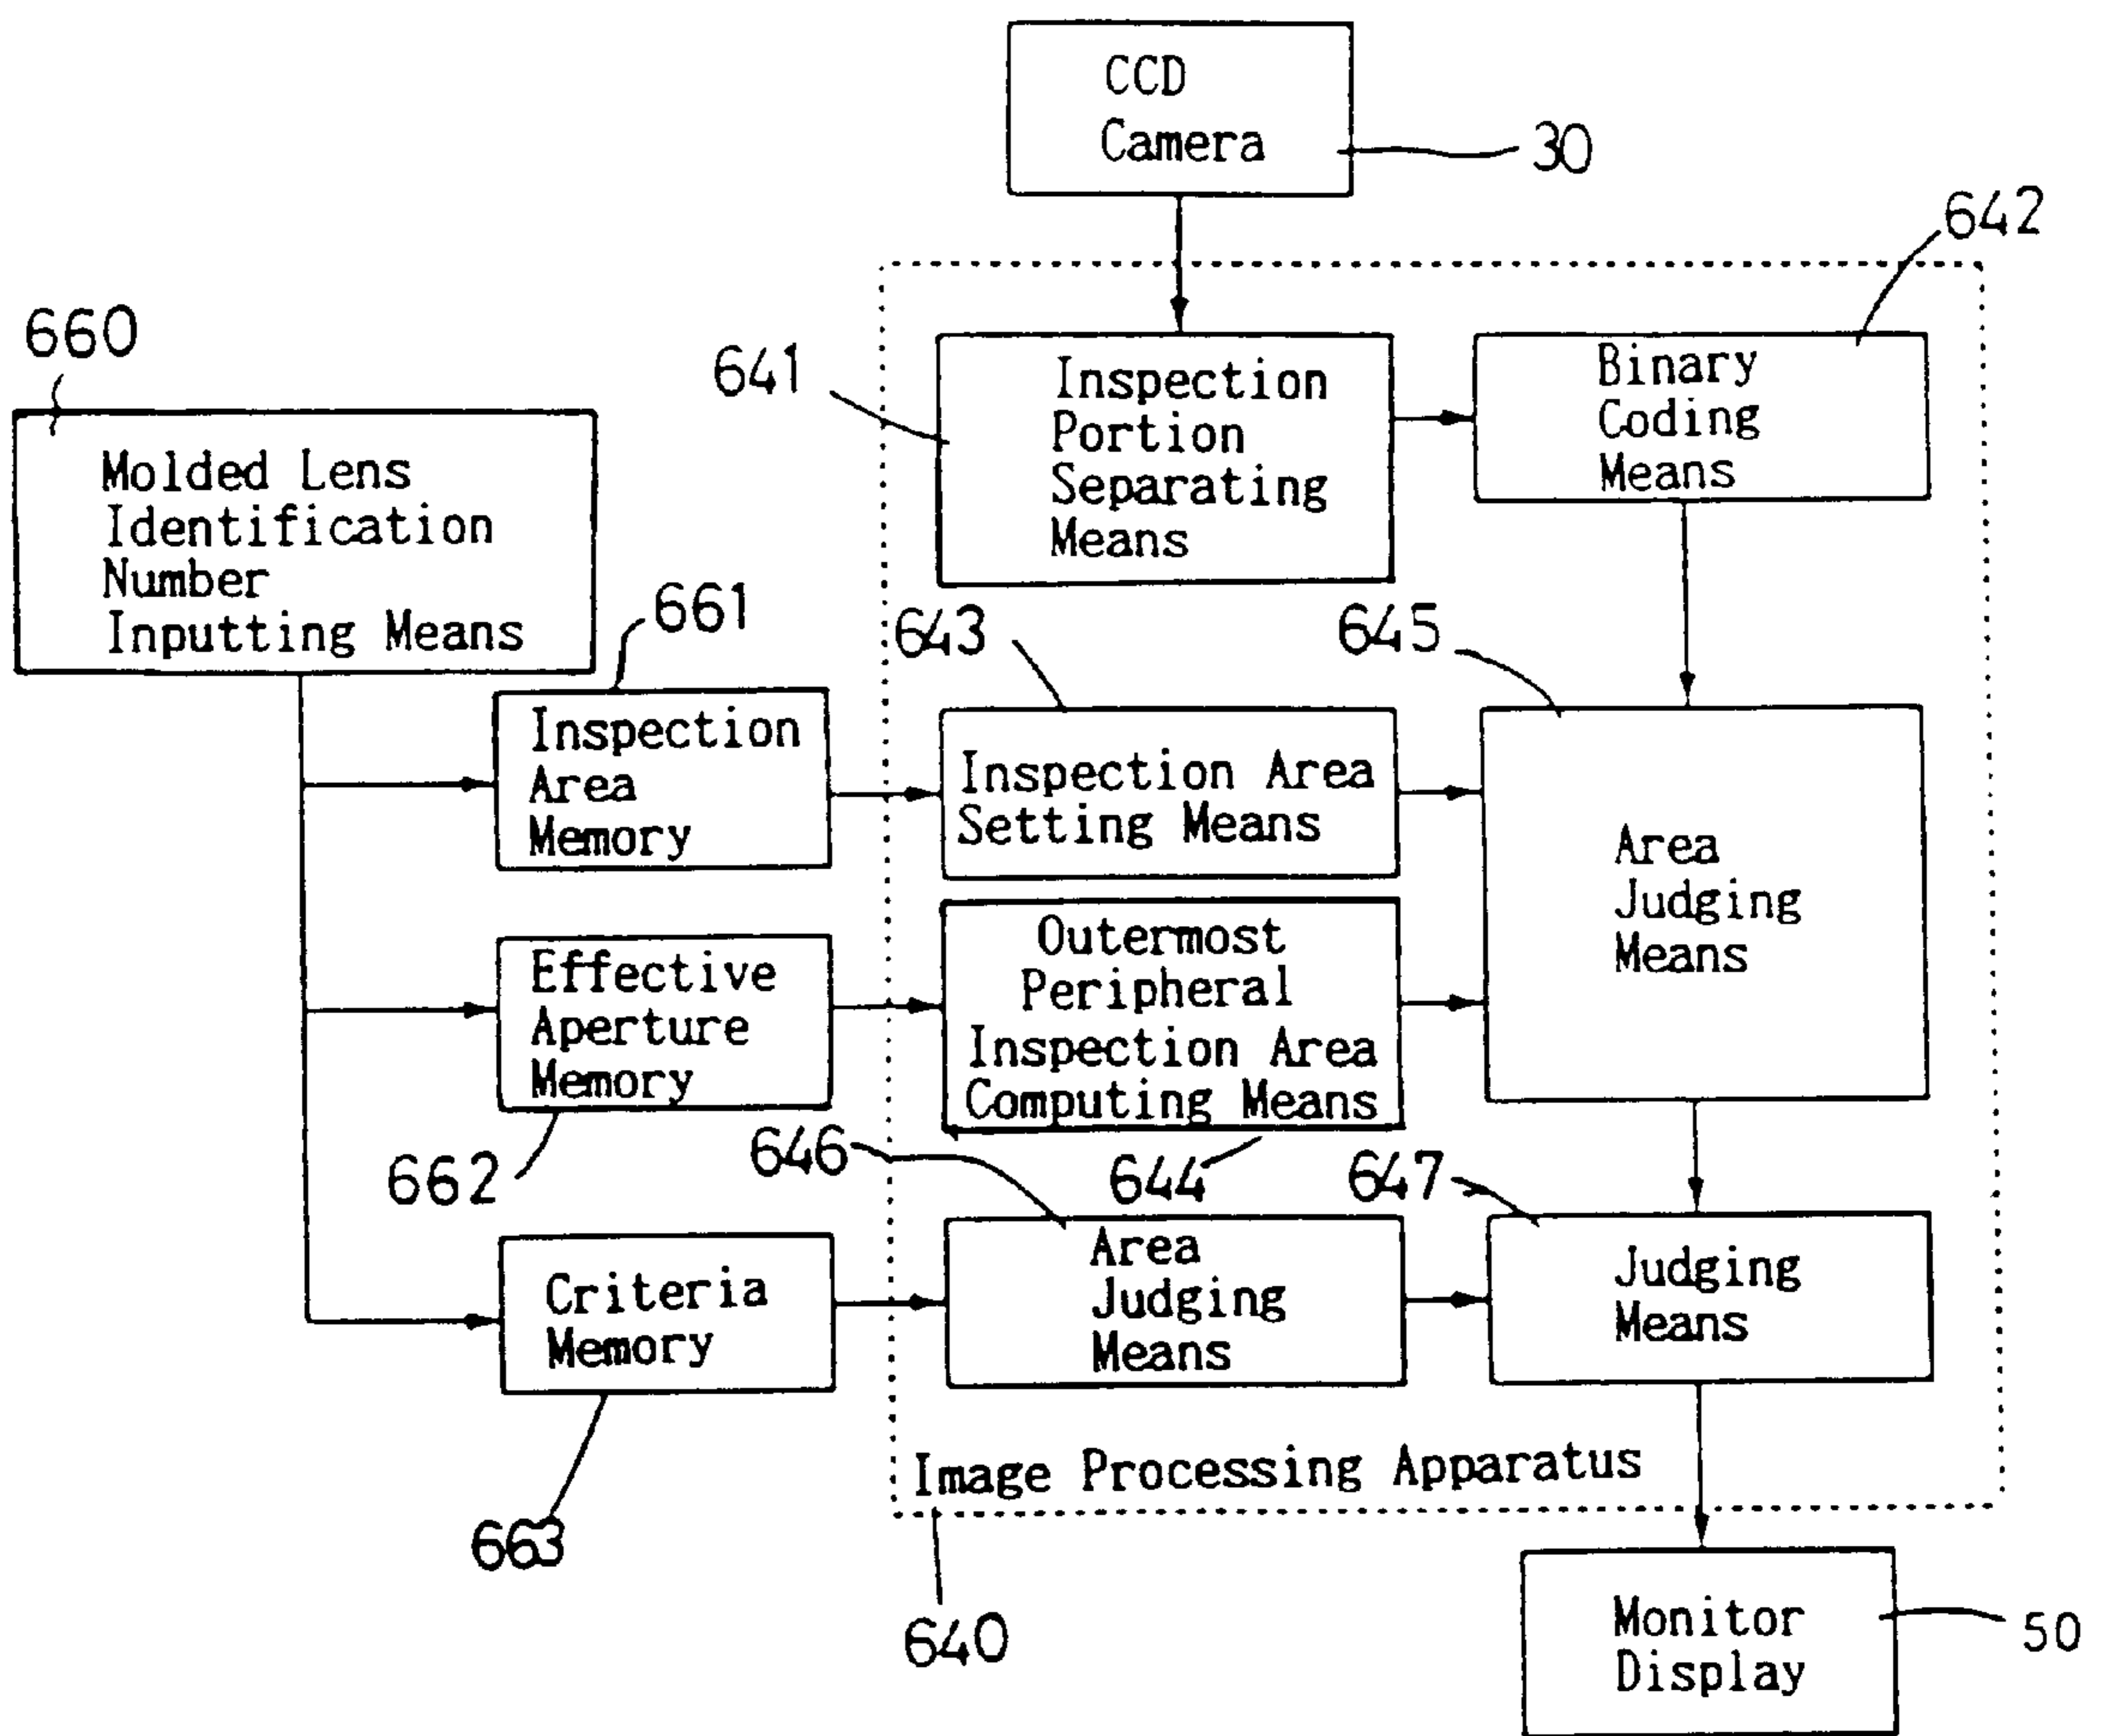 CCD
Camera
30
642
660
641
Inspection
Portion
Separating
Means
Binary
Coding
Means
Molded Lens
Identification
Number
Inputting Means
661
643
645
Inspection
Area
Memory
Inspection Area
Setting Means
Area
Judging
Means
Effective
Aperture
Memory
Outermost
Peripheral
Inspection Area
Computing Means
662
646
644
647
Criteria
Memory
Area
Judging
Means
Judging
Means
Image Processing Apparatus
663
640
Monitor
Display
50